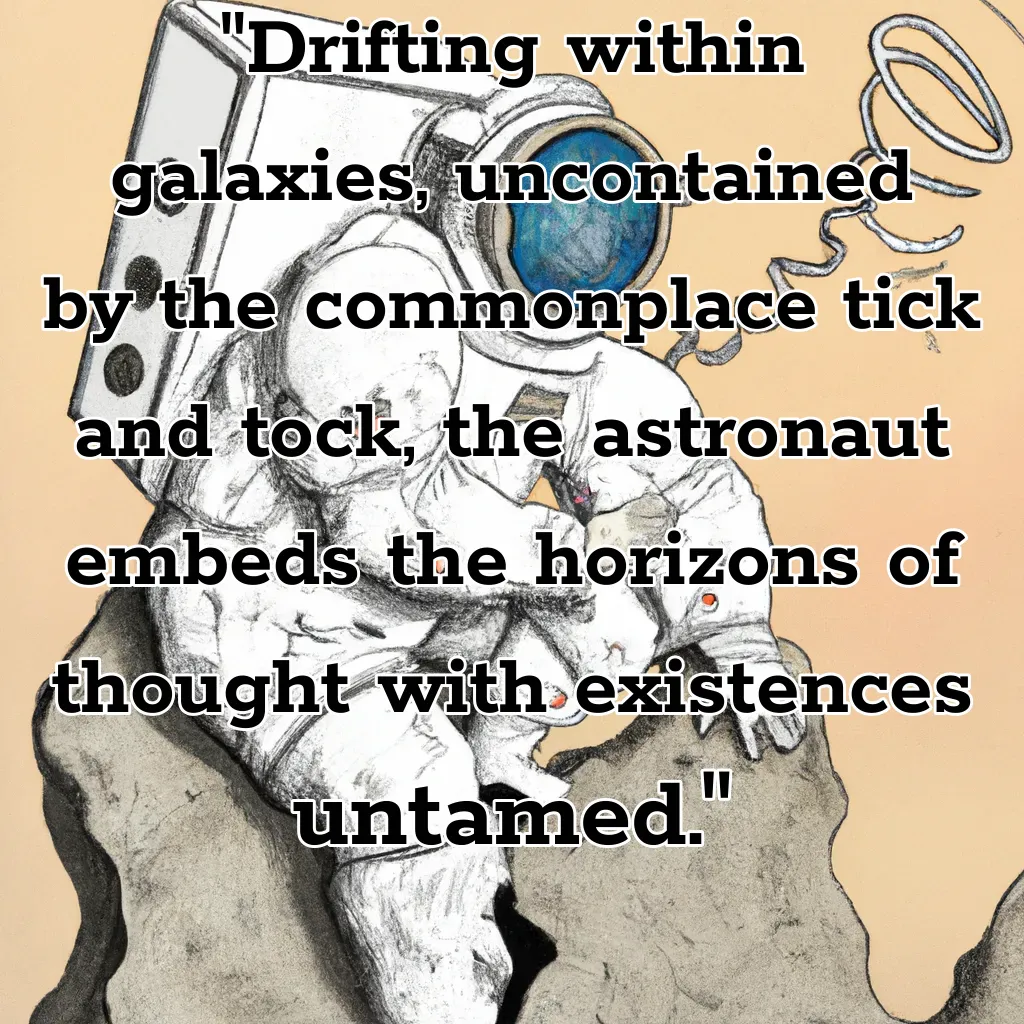 "Drifting within
galaxies, uncontained
by the commonplace tick
and tock, the astronaut
embeds the horizons of
thought with existences
untamed."